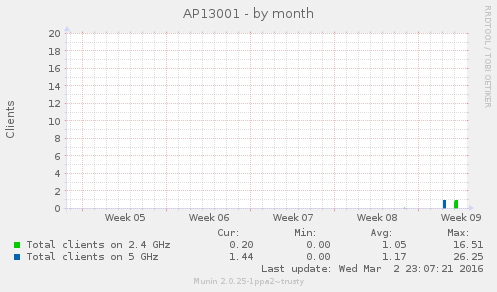 AP13001 - by month
RRDTOOL / TOBI OETIKER
Clients
20
18
16
14
12
10
8
6
4
2
0
Week 05 Week 06 Week 07 Week 08 Week 09
Cur: Min: Avg: Max:
Total clients on 2.4 GHz 0.20 0.00 1.05 16.51
Total clients on 5 GHz 1.44 0.00 1.17 26.25
Last update: Wed Mar 2 23:07:21 2016
Munin 2.0.25-1ppa2~trusty